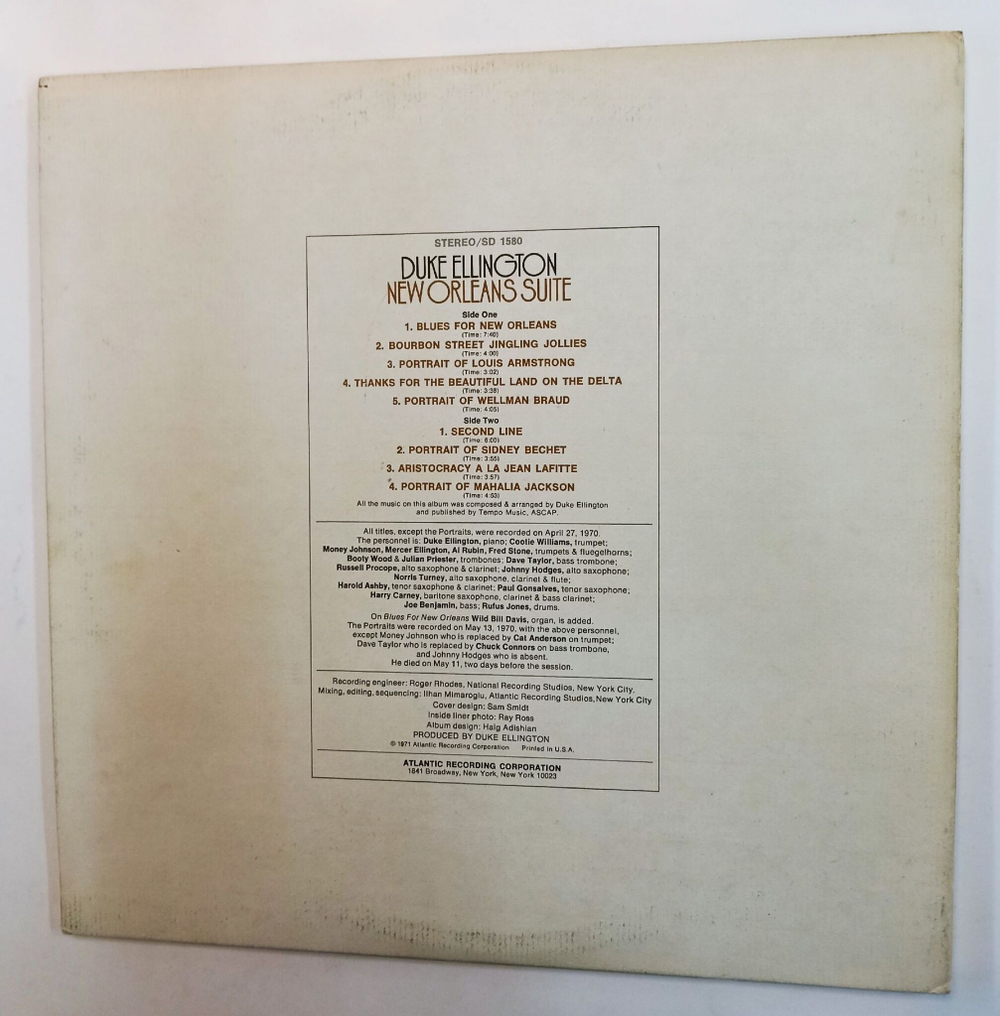 STEREO/SD 1580
DUKE ELLINGTON
NEW ORLEANS SUITE
Side One
1. BLUES FOR NEW ORLEANS
(Time: 7:40)
2. BOURBON STREET JINGLING JOLLIES
(Time: 4:00)
3. PORTRAIT OF LOUIS ARMSTRONG
(Time: 3:02)
4. THANKS FOR THE BEAUTIFUL LAND ON THE DELTA
(Time: 3:38)
5. PORTRAIT OF WELLMAN BRAUD
(Time: 4:05)
Side Two
1. SECOND LINE
(Time: 6:00)
2. PORTRAIT OF SIDNEY BECHET
(Time: 3:55)
3. ARISTOCRACY A LA JEAN LAFITTE
(Time: 3:57)
4. PORTRAIT OF MAHALIA JACKSON
(Time: 4:53)
All the music on this album was composed & arranged by Duke Ellington
and published by Tempo Music, ASCAP.
All titles, except the Portraits, were recorded on April 27, 1970.
The personnel is: Duke Ellington, piano; Cootie Williams, trumpet;
Money Johnson, Mercer Ellington, Al Rubin, Fred Stone, trumpets & fluegelhorns;
Booty Wood & Julian Priester, trombones; Dave Taylor, bass trombone;
Russell Procope, alto saxophone & clarinet; Johnny Hodges, alto saxophone;
Norris Turney, alto saxophone, clarinet & flute;
Harold Ashby, tenor saxophone & clarinet; Paul Gonsalves, tenor saxophone;
Harry Carney, baritone saxophone, clarinet & bass clarinet;
Joe Benjamin, bass; Rufus Jones, drums.
On Blues For New Orleans Wild Bill Davis, organ, is added.
The Portraits were recorded on May 13, 1970, with the above personnel,
except Money Johnson who is replaced by Cat Anderson on trumpet;
Dave Taylor who is replaced by Chuck Connors on bass trombone,
and Johnny Hodges who is absent.
He died on May 11, two days before the session.
Recording engineer: Roger Rhodes, National Recording Studios, New York City.
Mixing, editing, sequencing: Ilhan Mimaroglu, Atlantic Recording Studios, New York City
Cover design: Sam Smidt
Inside liner photo: Ray Ross
Album design: Haig Adishian
PRODUCED BY DUKE ELLINGTON
© 1971 Atlantic Recording Corporation Printed in U.S.A.
ATLANTIC RECORDING CORPORATION
1841 Broadway, New York, New York 10023